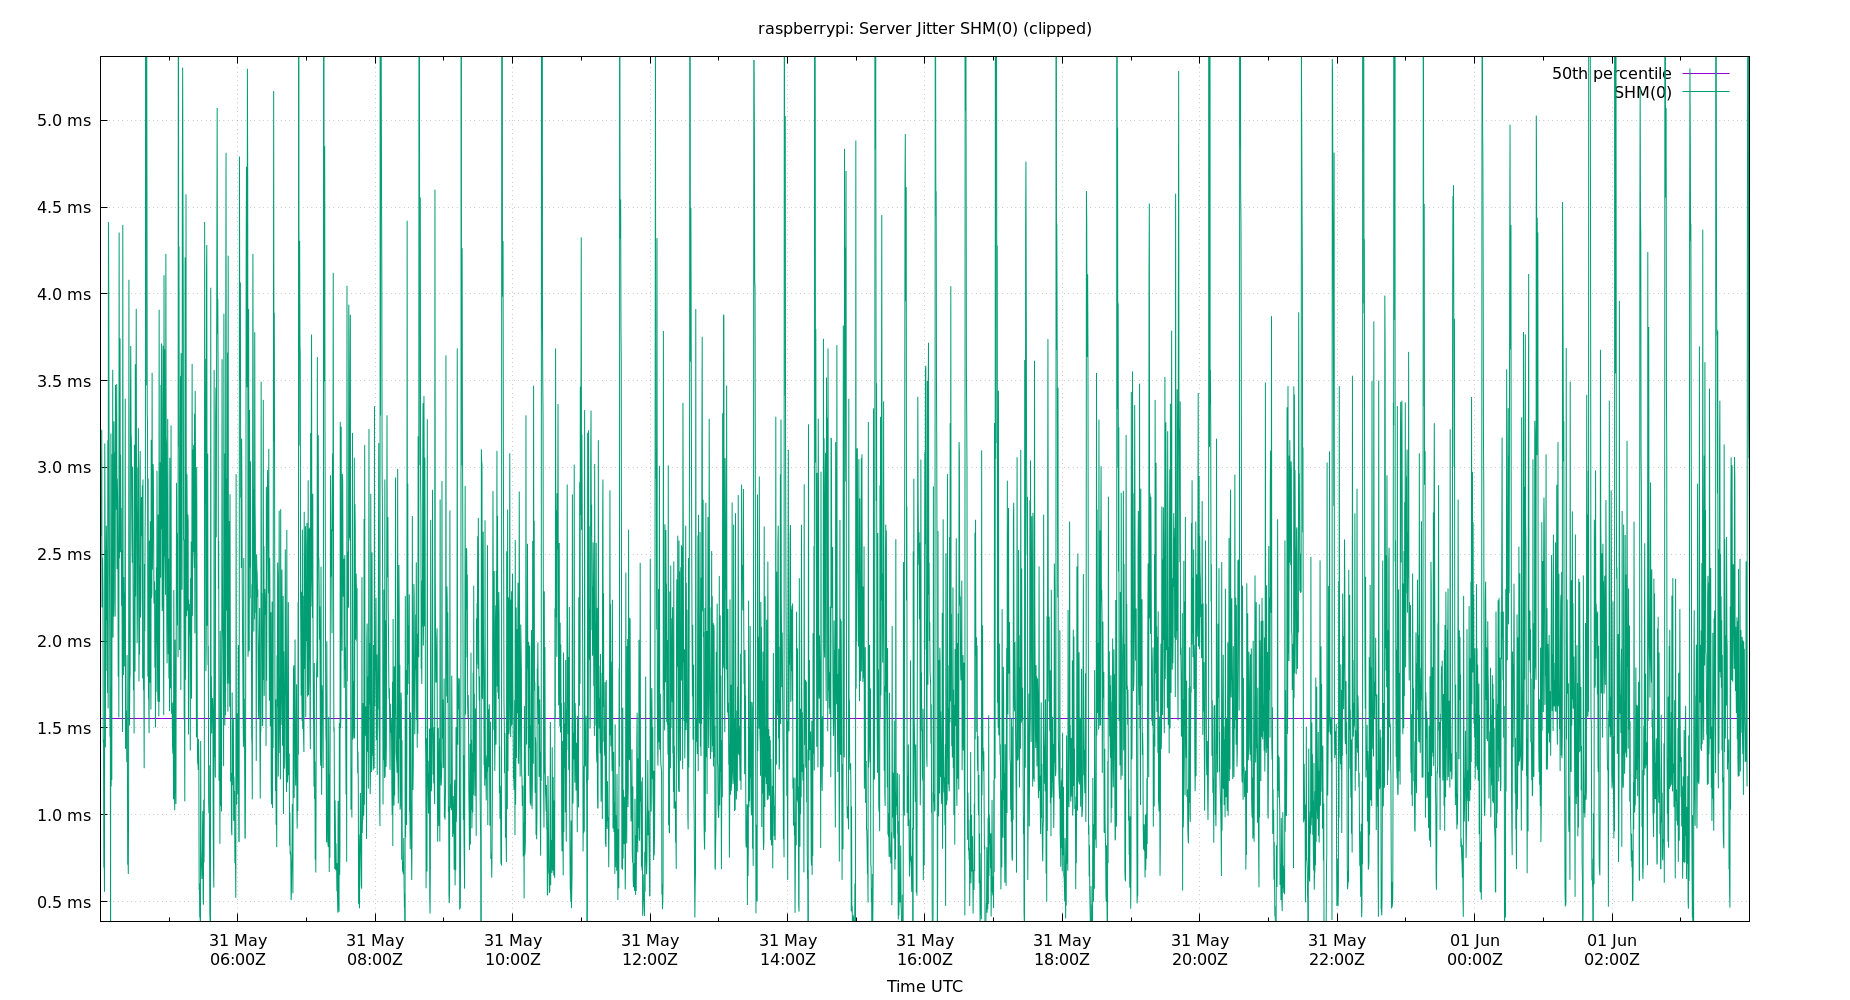 raspberrypi: Server Jitter SHM(0) (clipped)
50th percentile
SHM(0)
5.0 ms
4.5 ms
4.0 ms
3.5 ms
3.0 ms
2.5 ms
2.0 ms
1.5 ms
1.0 ms
0.5 ms
31 May 31 May 31 May 31 May 31 May 31 May 31 May 31 May 31 May 01 Jun 01 Jun
06:00Z 08:00Z 10:00Z 12:00Z 14:00Z 16:00Z 18:00Z 20:00Z 22:00Z 00:00Z 02:00Z
Time UTC